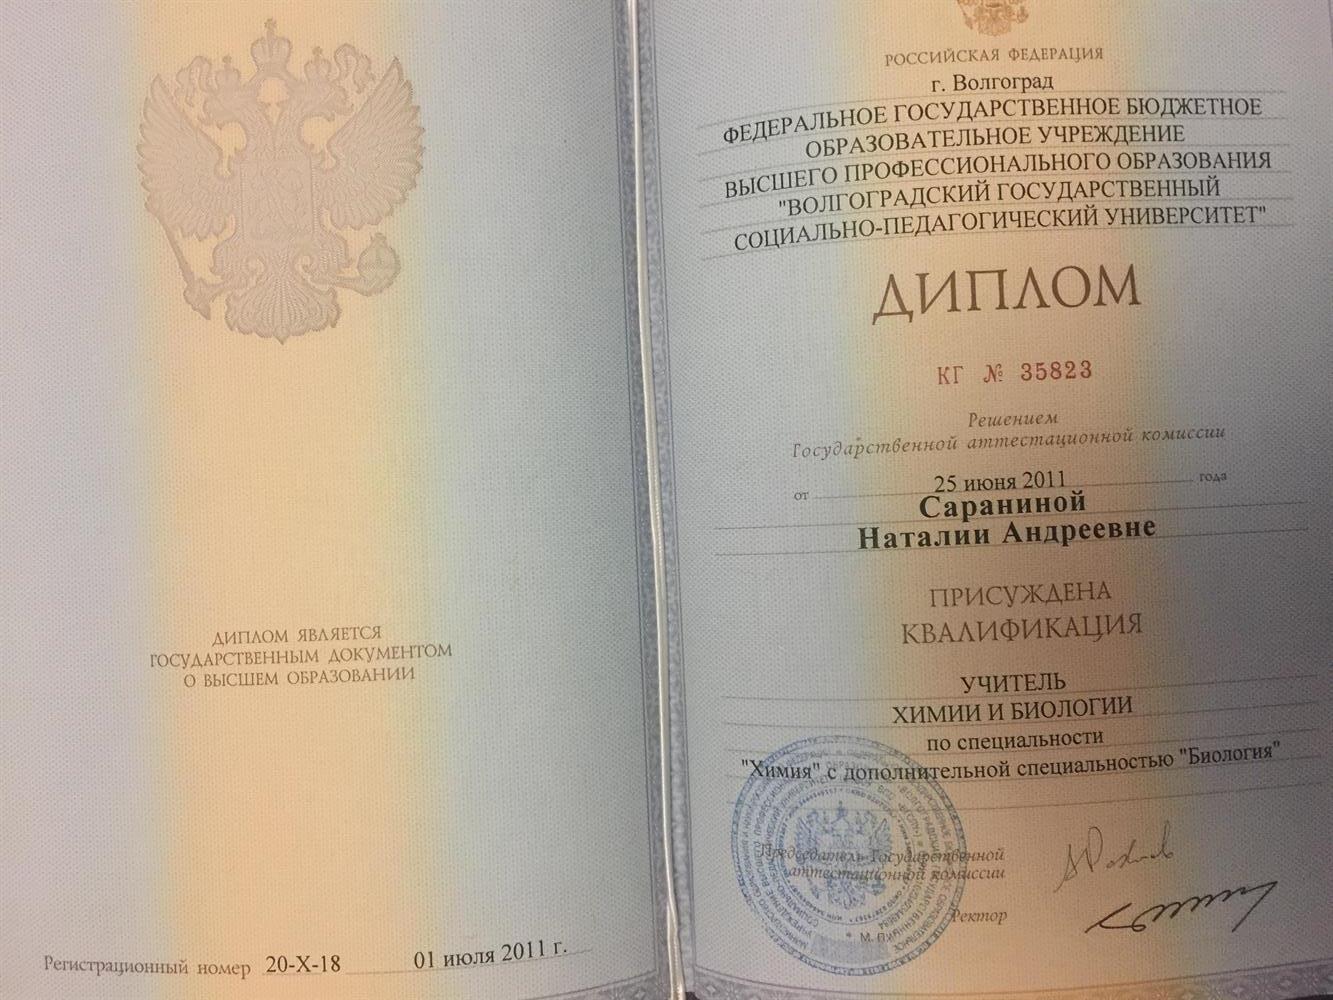 ДИПЛОМ ЯВЛЯЕТСЯ
ГОСУДАРСТВЕННЫМ ДОКУМЕНТОМ
О ВЫСШЕМ ОБРАЗОВАНИИ
Регистрационный номер 20-Х-18 01 июля 2011 г.
РОССИЙСКАЯ ФЕДЕРАЦИЯ
г. Волгоград
ФЕДЕРАЛЬНОЕ ГОСУДАРСТВЕННОЕ БЮДЖЕТНОЕ
ОБРАЗОВАТЕЛЬНОЕ УЧРЕЖДЕНИЕ
ВЫСШЕГО ПРОФЕССИОНАЛЬНОГО ОБРАЗОВАНИЯ
"ВОЛГОГРАДСКИЙ ГОСУДАРСТВЕННЫЙ
СОЦИАЛЬНО-ПЕДАГОГИЧЕСКИЙ УНИВЕРСИТЕТ"
ДИПЛОМ
КГ № 35823
Решением
Государственной аттестационной комиссии
от 25 июня 2011 года
Сараниной
Наталии Андреевне
ПРИСУЖДЕНА
КВАЛИФИКАЦИЯ
УЧИТЕЛЬ
ХИМИИ И БИОЛОГИИ
по специальности
"Химия" с дополнительной специальностью "Биология"
Председатель Государственной
аттестационной комиссии
Ректор